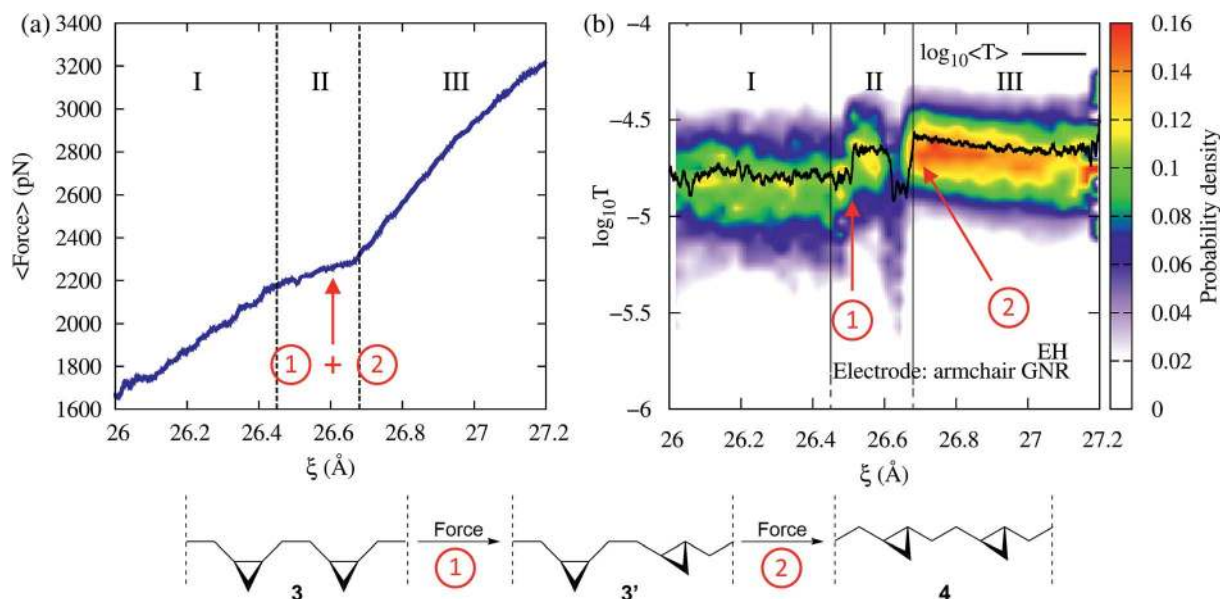 (a)
3400
3200
3000
2800
2600
2400
2200
2000
1800
1600
<Force> (pN)
I
II
III
① + ②
26
26.2
26.4
26.6
26.8
27
27.2
ξ (Å)
(b)
−4
−4.5
−5
−5.5
−6
log₁₀T
log₁₀<T>
I
II
III
①
②
EH
Electrode: armchair GNR
26
26.2
26.4
26.6
26.8
27
27.2
ξ (Å)
0.16
0.14
0.12
0.1
0.08
0.06
0.04
0.02
0
Probability density
Force
①
Force
②
3
3'
4